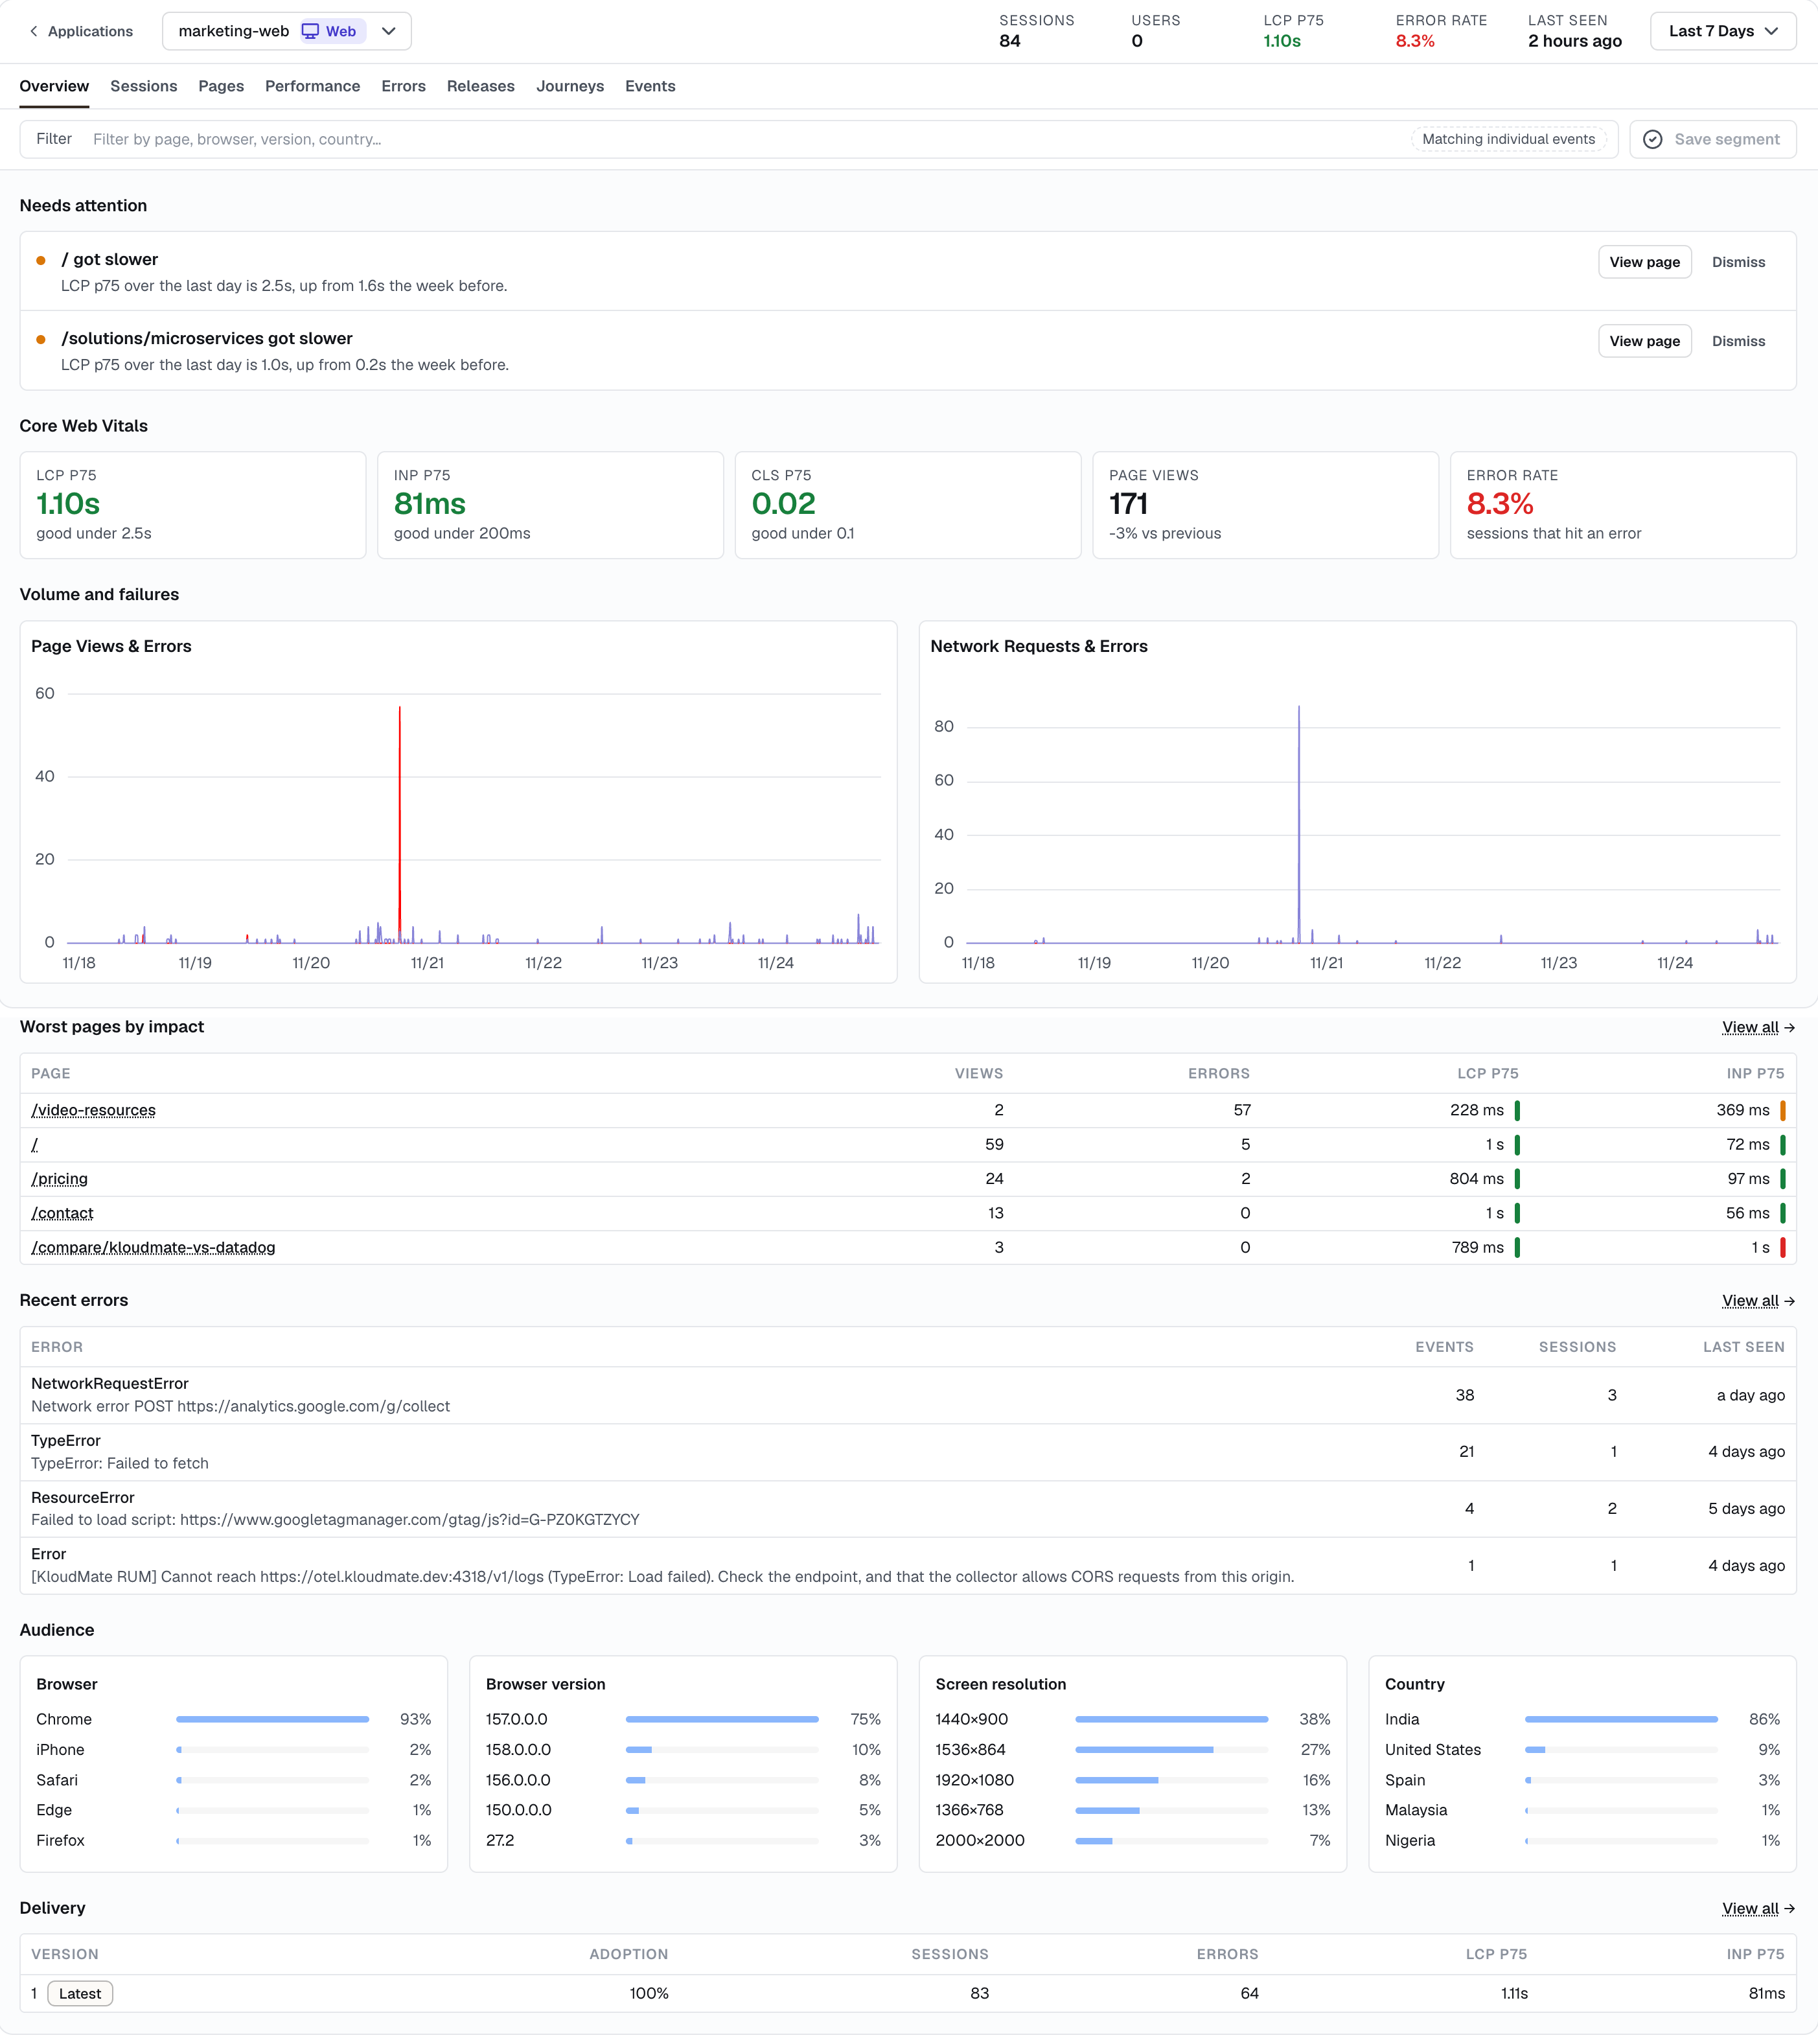 Applications
marketing-web Web
SESSIONS
84
USERS
0
LCP P75
1.10s
ERROR RATE
8.3%
LAST SEEN
2 hours ago
Last 7 Days
Overview Sessions Pages Performance Errors Releases Journeys Events
Filter Filter by page, browser, version, country... Matching individual events Save segment
Needs attention
/ got slower
LCP p75 over the last day is 2.5s, up from 1.6s the week before.
View page Dismiss
/solutions/microservices got slower
LCP p75 over the last day is 1.0s, up from 0.2s the week before.
View page Dismiss
Core Web Vitals
LCP P75
1.10s
good under 2.5s
INP P75
81ms
good under 200ms
CLS P75
0.02
good under 0.1
PAGE VIEWS
171
-3% vs previous
ERROR RATE
8.3%
sessions that hit an error
Volume and failures
Page Views & Errors
60
40
20
0
11/18 11/19 11/20 11/21 11/22 11/23 11/24
Network Requests & Errors
80
60
40
20
0
11/18 11/19 11/20 11/21 11/22 11/23 11/24
Worst pages by impact View all →
PAGE VIEWS ERRORS LCP P75 INP P75
/video-resources 2 57 228 ms 369 ms
/ 59 5 1 s 72 ms
/pricing 24 2 804 ms 97 ms
/contact 13 0 1 s 56 ms
/compare/kloudmate-vs-datadog 3 0 789 ms 1 s
Recent errors View all →
ERROR EVENTS SESSIONS LAST SEEN
NetworkRequestError
Network error POST https://analytics.google.com/g/collect
38 3 a day ago
TypeError
TypeError: Failed to fetch
21 1 4 days ago
ResourceError
Failed to load script: https://www.googletagmanager.com/gtag/js?id=G-PZ0KGTZYCY
4 2 5 days ago
Error
[KloudMate RUM] Cannot reach https://otel.kloudmate.dev:4318/v1/logs (TypeError: Load failed). Check the endpoint, and that the collector allows CORS requests from this origin.
1 1 4 days ago
Audience
Browser
Chrome 93%
iPhone 2%
Safari 2%
Edge 1%
Firefox 1%
Browser version
157.0.0.0 75%
158.0.0.0 10%
156.0.0.0 8%
150.0.0.0 5%
27.2 3%
Screen resolution
1440×900 38%
1536×864 27%
1920×1080 16%
1366×768 13%
2000×2000 7%
Country
India 86%
United States 9%
Spain 3%
Malaysia 1%
Nigeria 1%
Delivery View all →
VERSION ADOPTION SESSIONS ERRORS LCP P75 INP P75
1 Latest 100% 83 64 1.11s 81ms